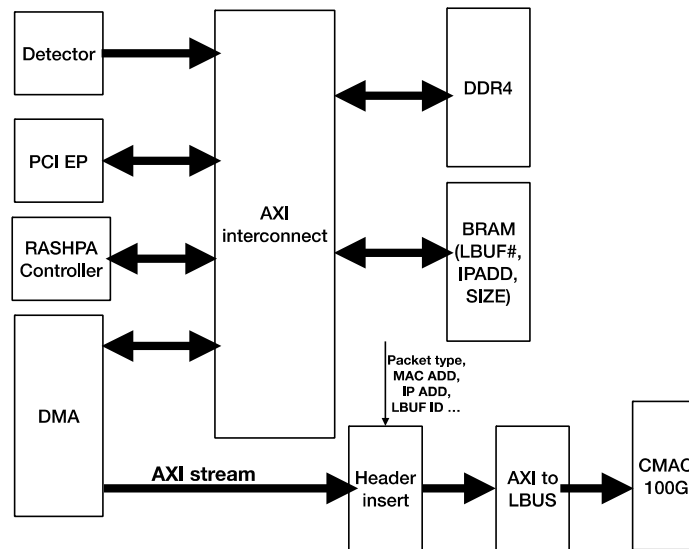 Detector
DDR4
PCI EP
AXI
interconnect
BRAM
(LBUF#,
IPADD,
SIZE)
RASHPA
Controller
Packet type,
MAC ADD,
IP ADD,
LBUF ID ...
DMA
AXI stream
Header
insert
AXI to
LBUS
CMAC
100G